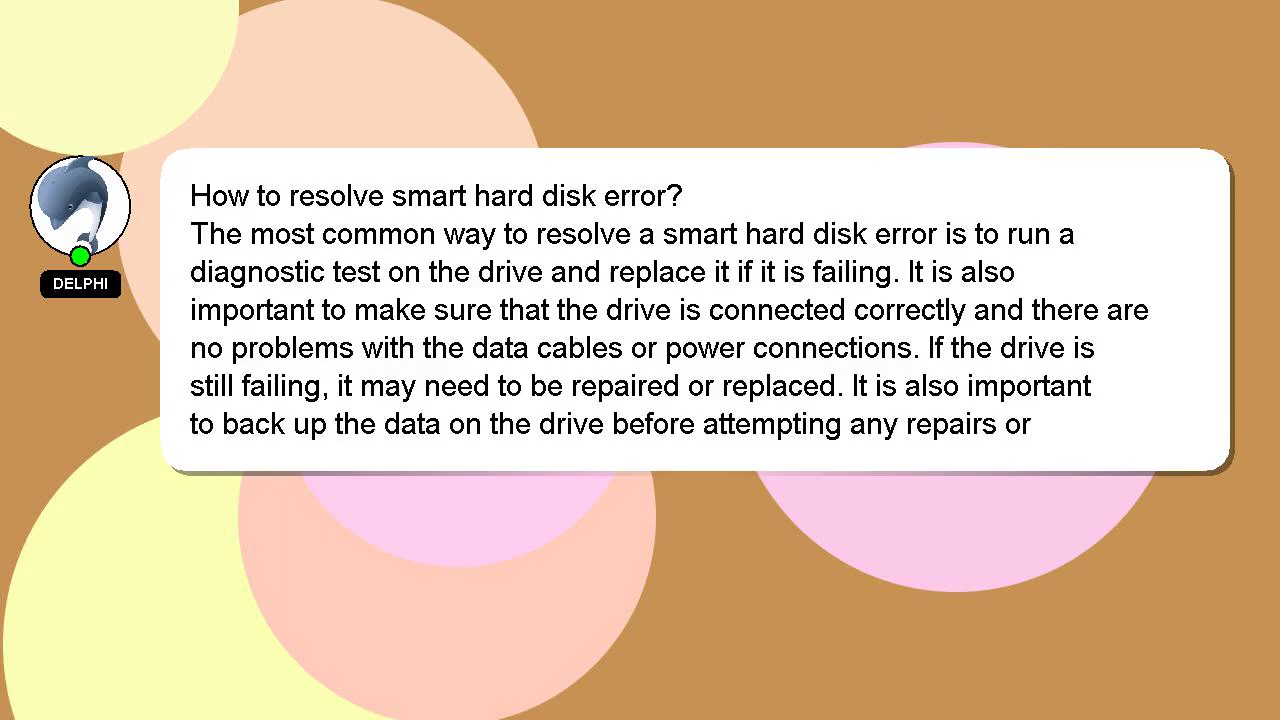 How to resolve smart hard disk error?
The most common way to resolve a smart hard disk error is to run a
diagnostic test on the drive and replace it if it is failing. It is also
important to make sure that the drive is connected correctly and there are
no problems with the data cables or power connections. If the drive is
still failing, it may need to be repaired or replaced. It is also important
to back up the data on the drive before attempting any repairs or
DELPHI